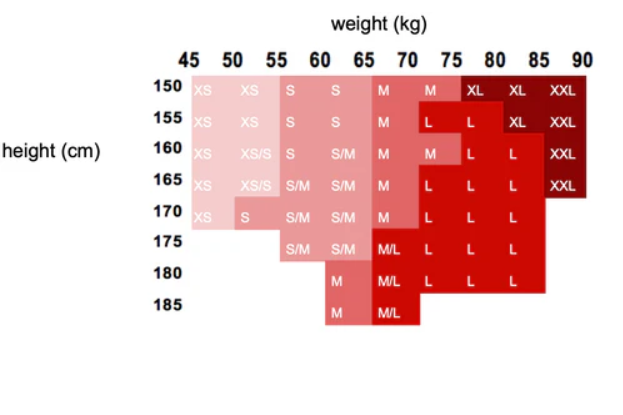 weight (kg)
45 50 55 60 65 70 75 80 85 90
150 XS XS S S M M XL XL XXL
155 XS XS S S M L L XL XXL
height (cm)
160 XS XS/S S S/M M M L L XXL
165 XS XS/S S/M S/M M L L L XXL
170 XS S S/M S/M M L L L
175 S/M S/M M/L L L L
180 M M/L L L L
185 M M/L